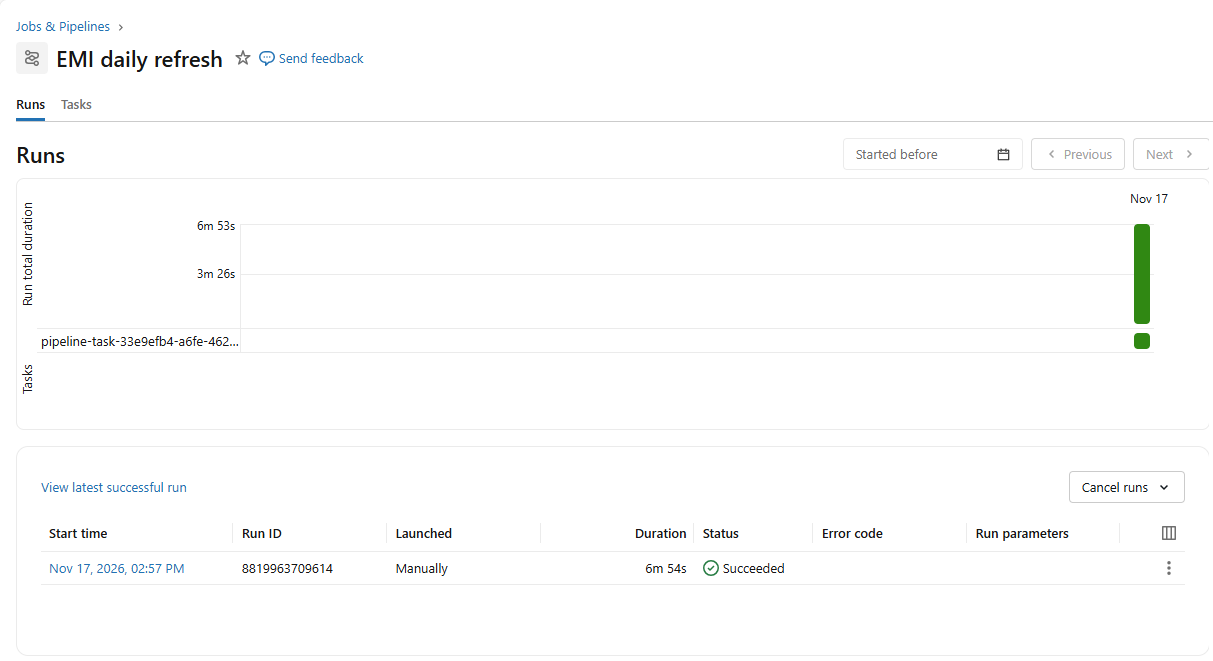 Jobs & Pipelines ›
EMI daily refresh Send feedback
Runs Tasks
Runs
Started before Previous Next
Nov 17
Run total duration
6m 53s
3m 26s
pipeline-task-33e9efb4-a6fe-462...
Tasks
View latest successful run Cancel runs
Start time Run ID Launched Duration Status Error code Run parameters
Nov 17, 2026, 02:57 PM 8819963709614 Manually 6m 54s Succeeded